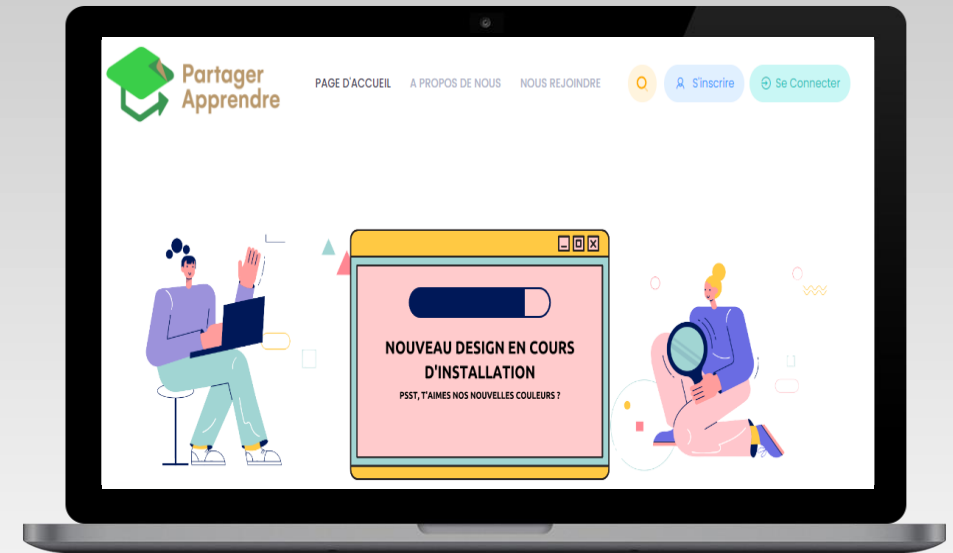 Partager
Apprendre
PAGE D'ACCUEIL A PROPOS DE NOUS NOUS REJOINDRE S'inscrire Se Connecter
NOUVEAU DESIGN EN COURS
D'INSTALLATION
PSST, T'AIMES NOS NOUVELLES COULEURS ?